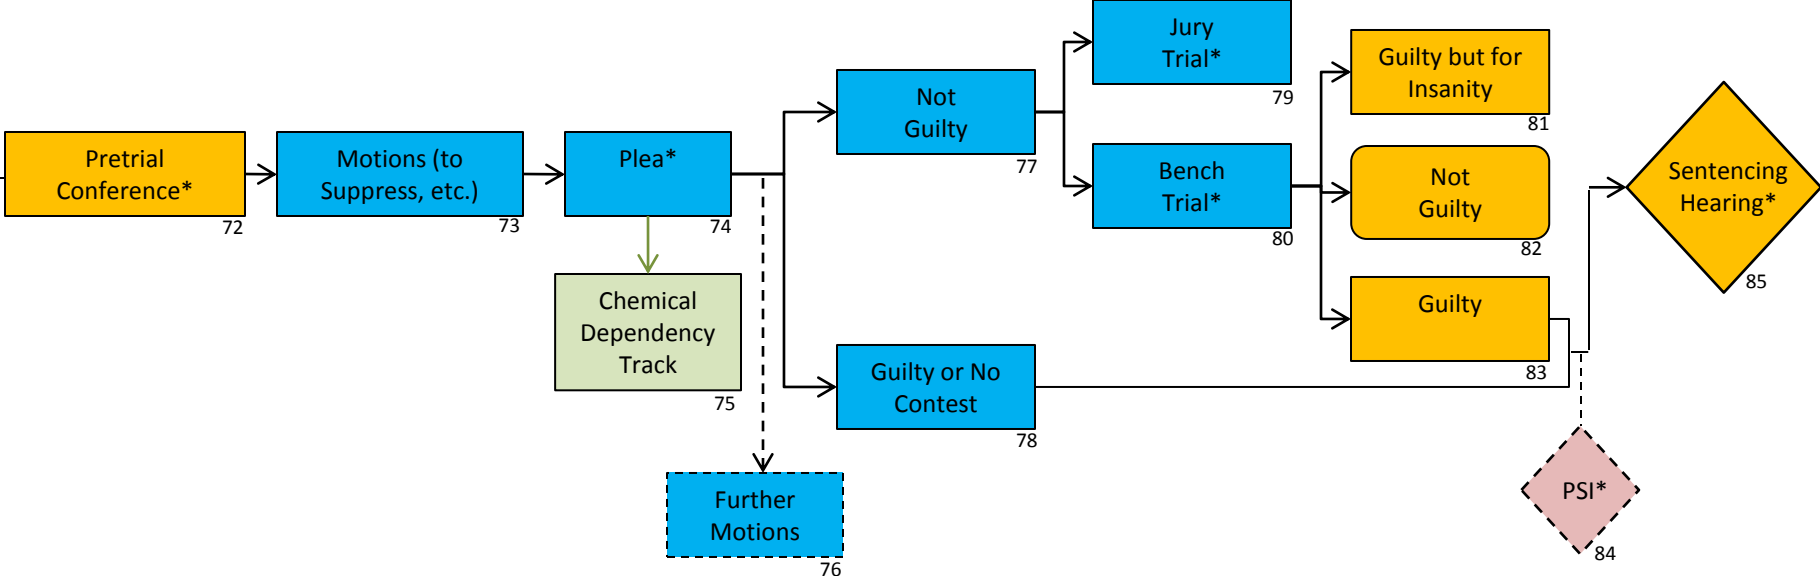 Pretrial
Conference*
72
Motions (to
Suppress, etc.)
73
Plea*
74
Chemical
Dependency
Track
75
Further
Motions
76
Not
Guilty
77
Guilty or No
Contest
78
Jury
Trial*
79
Bench
Trial*
80
Guilty but for
Insanity
81
Not
Guilty
82
Guilty
83
PSI*
84
Sentencing
Hearing*
85